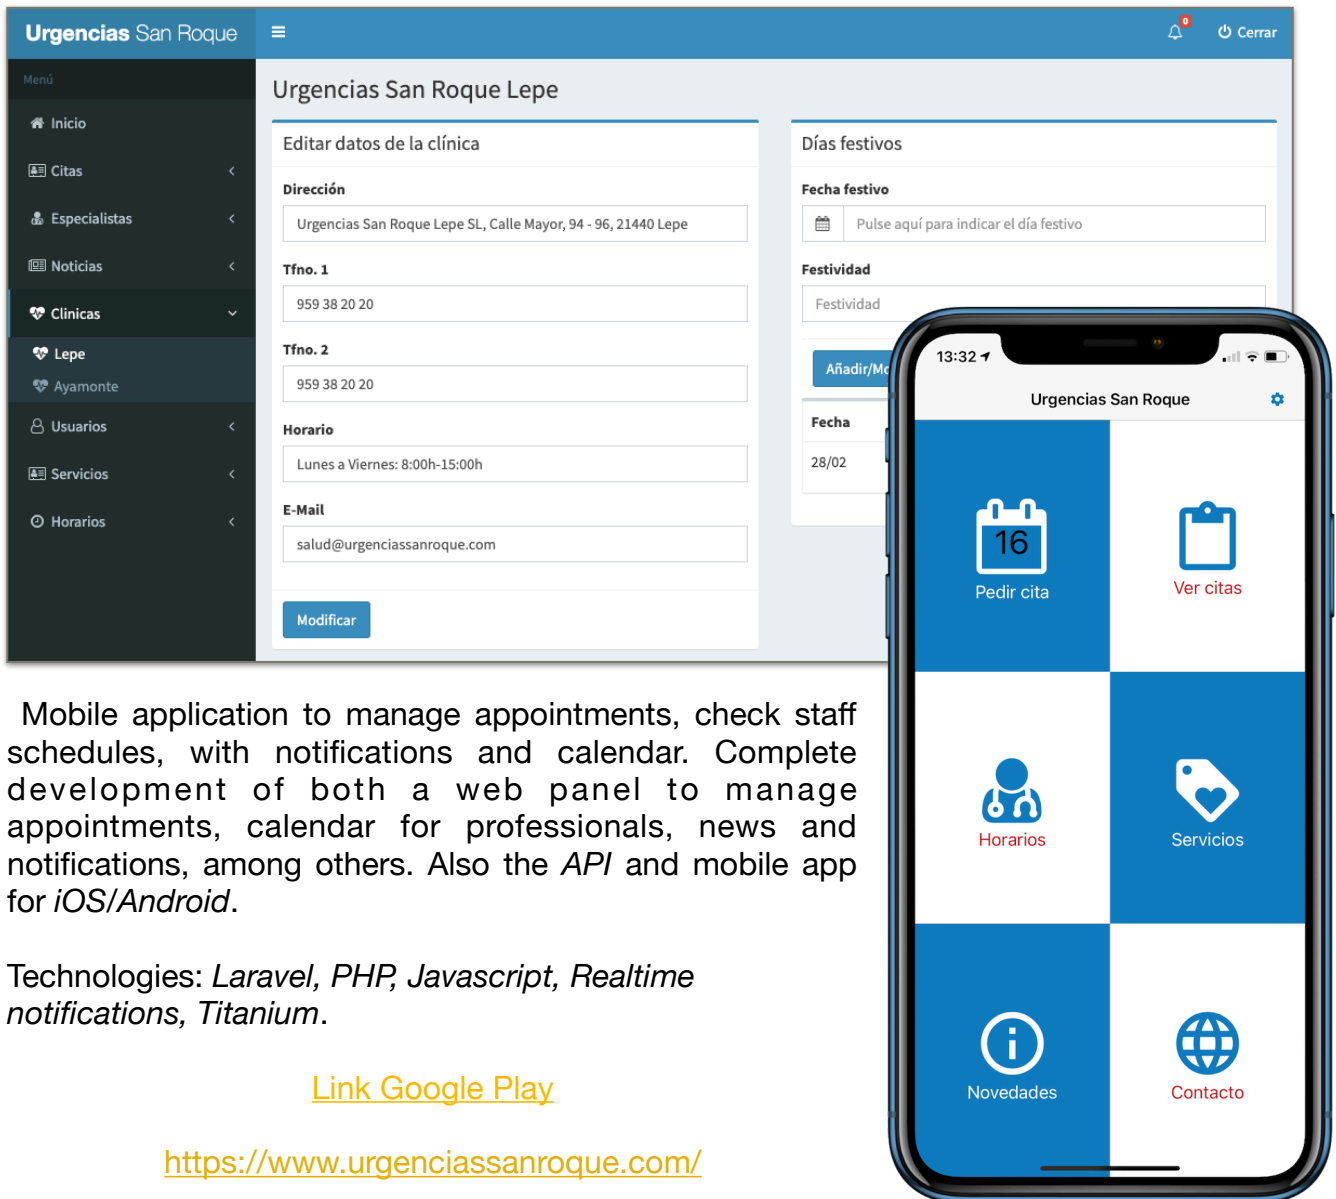 Urgencias San Roque
0
Cerrar
Menú
Inicio
Citas
Especialistas
Noticias
Clinicas
Lepe
Ayamonte
Usuarios
Servicios
Horarios
Urgencias San Roque Lepe
Editar datos de la clínica
Dirección
Urgencias San Roque Lepe SL, Calle Mayor, 94 - 96, 21440 Lepe
Tfno. 1
959 38 20 20
Tfno. 2
959 38 20 20
Horario
Lunes a Viernes: 8:00h-15:00h
E-Mail
salud@urgenciassanroque.com
Modificar
Días festivos
Fecha festivo
Pulse aquí para indicar el día festivo
Festividad
Festividad
Añadir/Mo
Fecha
28/02
13:32
Urgencias San Roque
16
Pedir cita
Ver citas
Horarios
Servicios
Novedades
Contacto
Mobile application to manage appointments, check staff
schedules, with notifications and calendar. Complete
development of both a web panel to manage
appointments, calendar for professionals, news and
notifications, among others. Also the API and mobile app
for iOS/Android.
Technologies: Laravel, PHP, Javascript, Realtime
notifications, Titanium.
Link Google Play
https://www.urgenciassanroque.com/